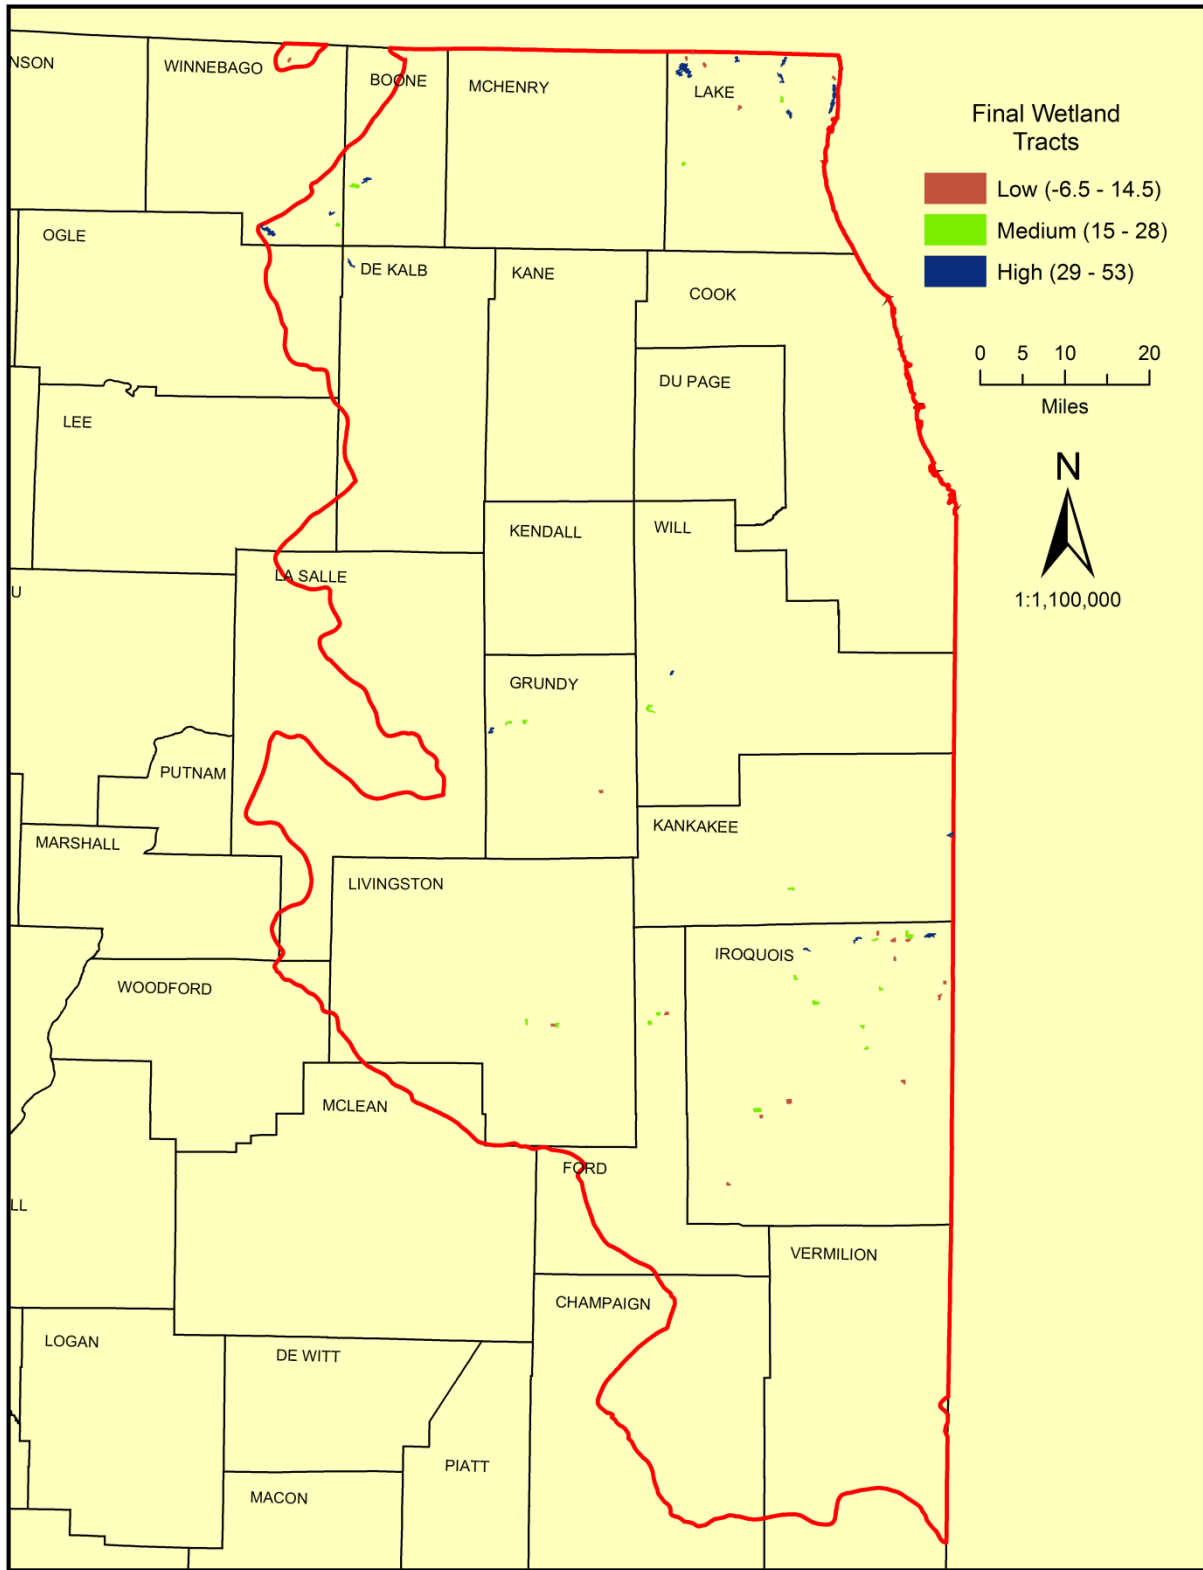 NSON
WINNEBAGO
BOONE
MCHENRY
LAKE
Final Wetland
Tracts
Low (-6.5 - 14.5)
Medium (15 - 28)
High (29 - 53)
OGLE
DE KALB
KANE
COOK
0 5 10 20
Miles
DU PAGE
LEE
N
1:1,100,000
KENDALL
WILL
LA SALLE
U
GRUNDY
PUTNAM
KANKAKEE
MARSHALL
LIVINGSTON
IROQUOIS
WOODFORD
MCLEAN
FORD
LL
VERMILION
CHAMPAIGN
LOGAN
DE WITT
PIATT
MACON